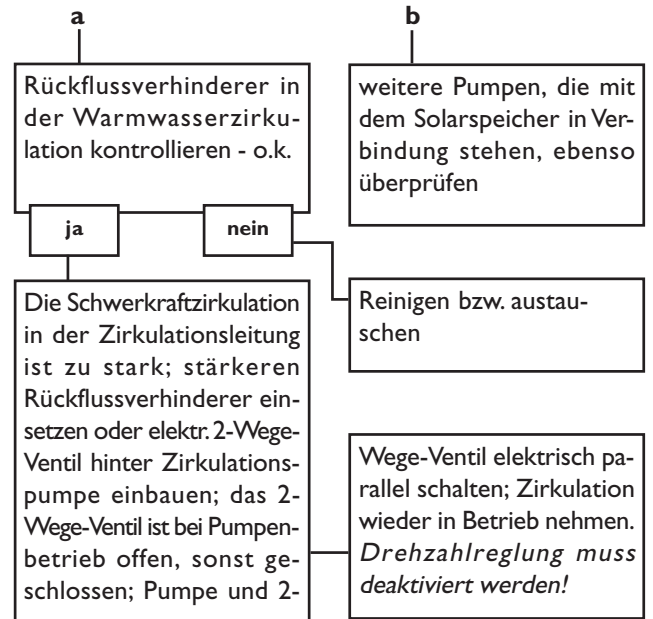 a
Rückflussverhinderer in
der Warmwasserzirku-
lation kontrollieren - o.k.
ja
nein
Die Schwerkraftzirkulation
in der Zirkulationsleitung
ist zu stark; stärkeren
Rückflussverhinderer ein-
setzen oder elektr. 2-Wege-
Ventil hinter Zirkulations-
pumpe einbauen; das 2-
Wege-Ventil ist bei Pumpen-
betrieb offen, sonst ge-
schlossen; Pumpe und 2-
b
weitere Pumpen, die mit
dem Solarspeicher in Ver-
bindung stehen, ebenso
überprüfen
Reinigen bzw. austau-
schen
Wege-Ventil elektrisch pa-
rallel schalten; Zirkulation
wieder in Betrieb nehmen.
Drehzahlreglung muss
deaktiviert werden!